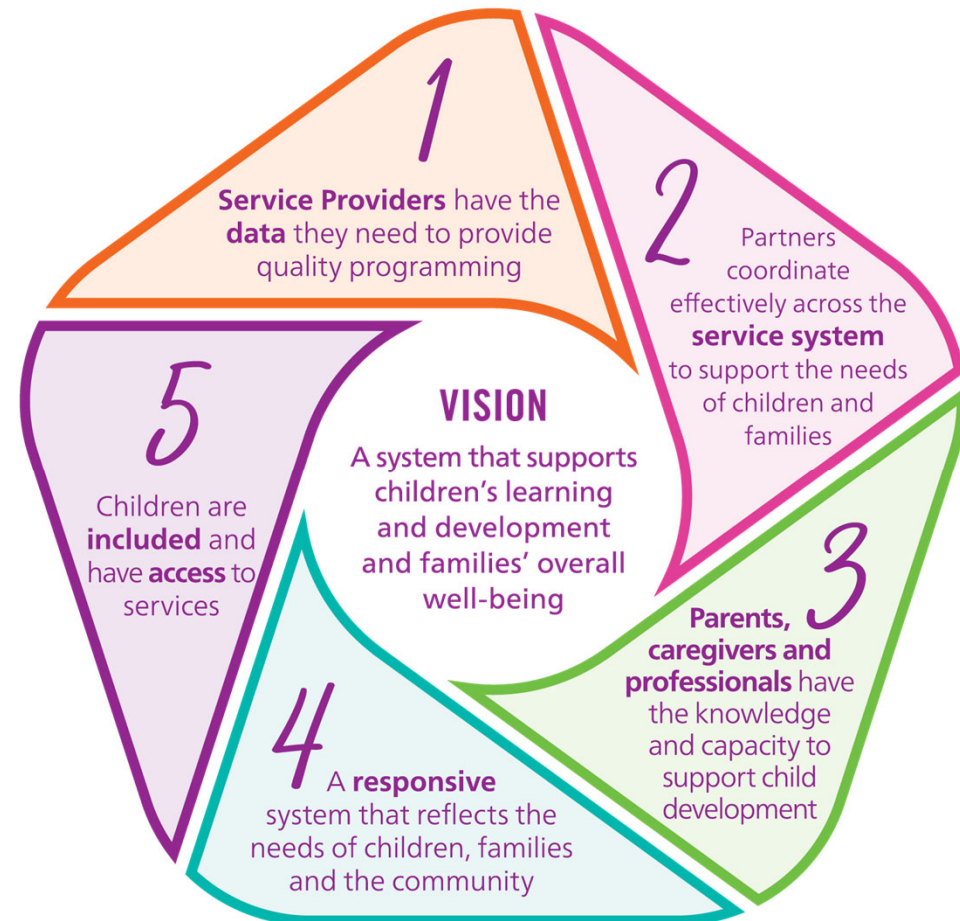 1
Service Providers have the
data they need to provide
quality programming
2
Partners
coordinate
effectively across the
service system
to support the needs
of children and
families
3
Parents,
caregivers and
professionals have
the knowledge
and capacity to
support child
development
4
A responsive
system that reflects the
needs of children, families
and the community
5
Children are
included and
have access to
services
VISION
A system that supports
children’s learning
and development
and families’ overall
well-being